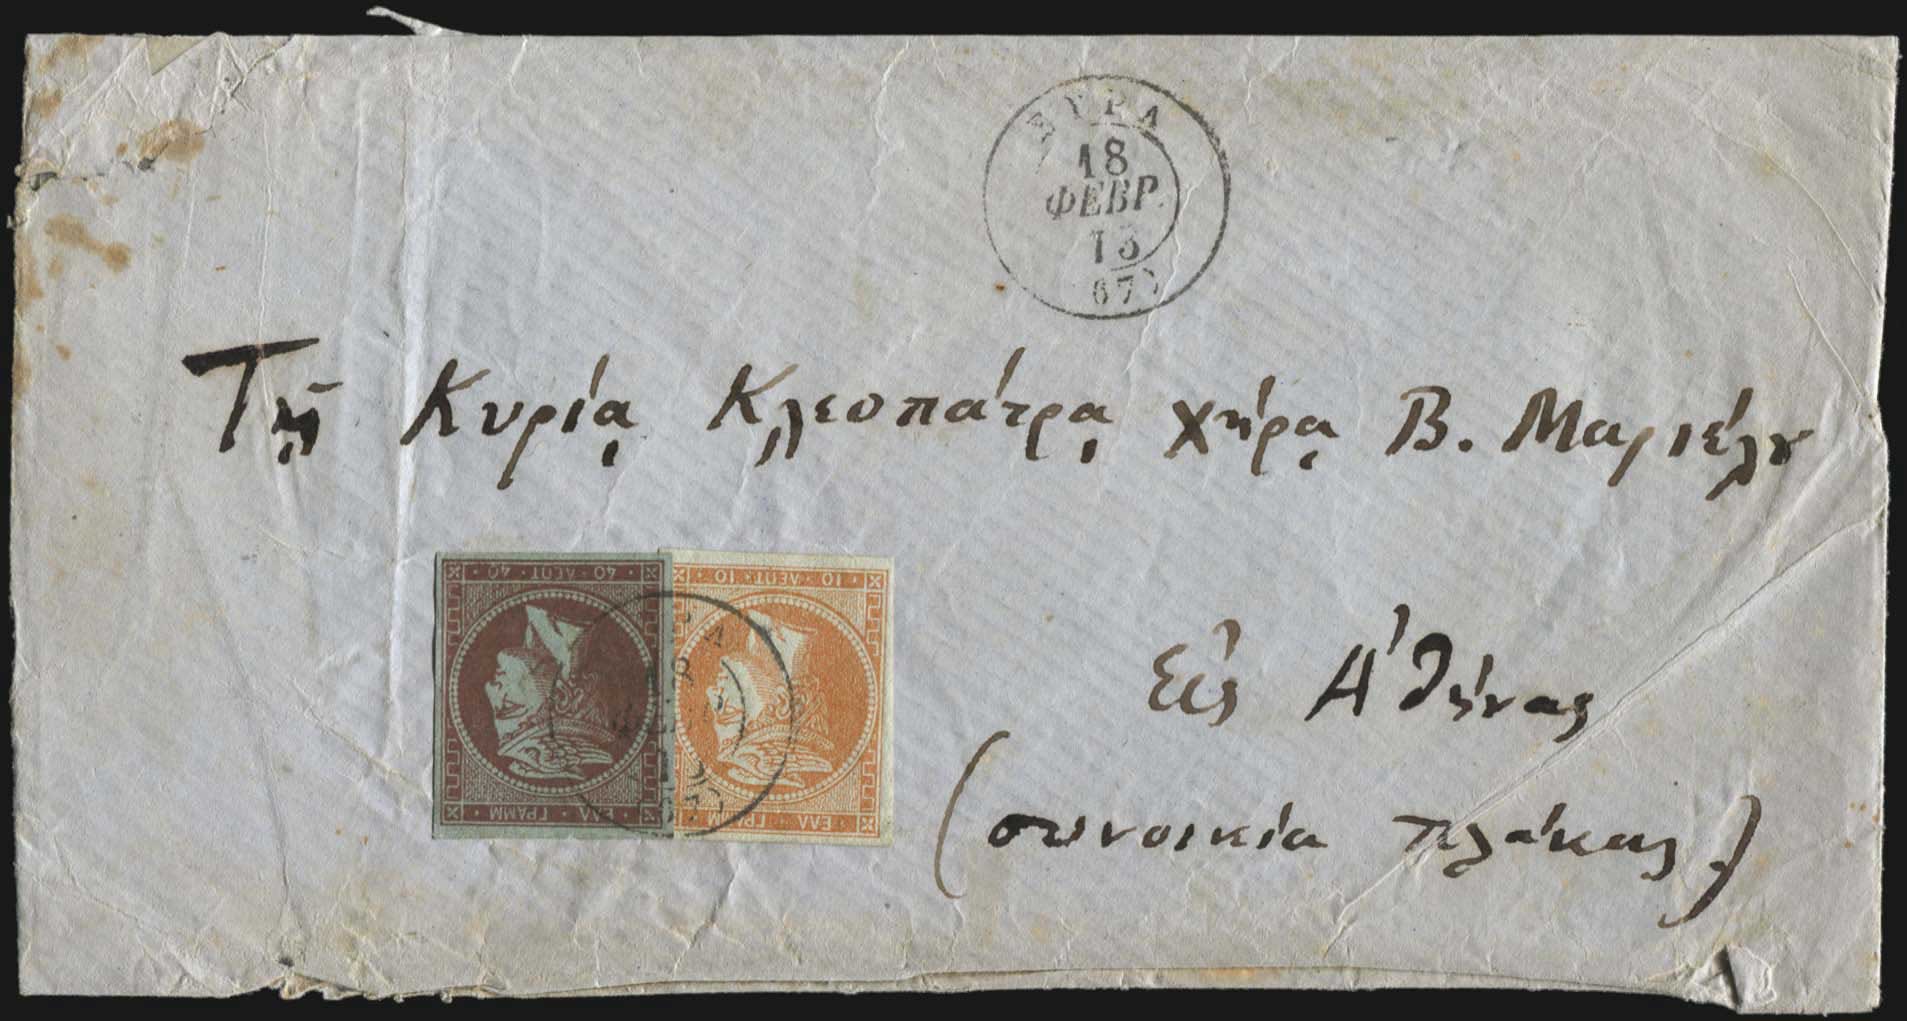 ΣΥΡΑ
18
ΦΕΒΡ.
73
(67)
Τῇ Κυρίᾳ Κλεοπάτρᾳ χήρᾳ Β.
Εἰς Ἀθήνας
(συνοικία Πλάκας)
40 · ΛΕΠΤ · 40
ΕΛΛ · ΓΡΑΜΜ
10 · ΛΕΠΤ · 10
ΕΛΛ · ΓΡΑΜΜ